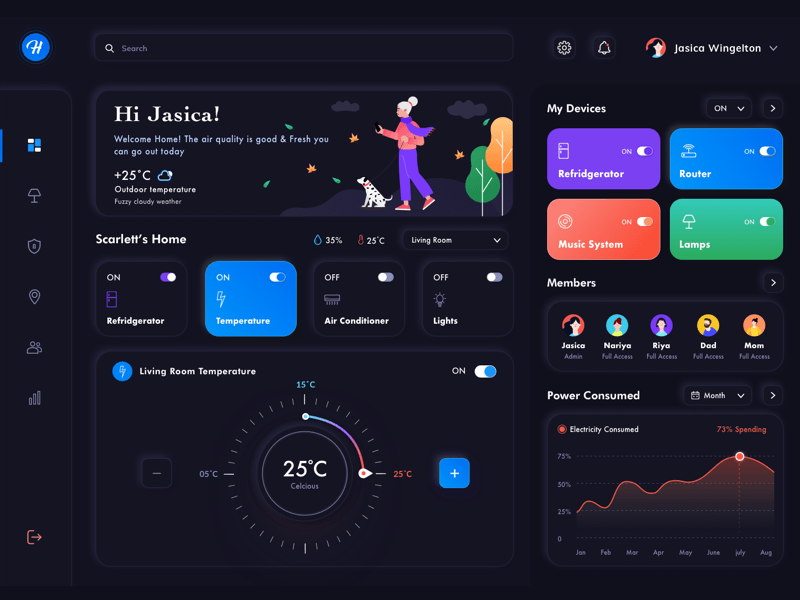 H
Search
Jasica Wingelton
Hi Jasica!
Welcome Home! The air quality is good & Fresh you
can go out today
+25°C
Outdoor temperature
Fuzzy cloudy weather
Scarlett's Home
35%
25°C
Living Room
ON
Refridgerator
ON
Temperature
OFF
Air Conditioner
OFF
Lights
Living Room Temperature
ON
15°C
05°C
25°C
Celcious
25°C
My Devices
ON
ON
Refridgerator
ON
Router
ON
Music System
ON
Lamps
Members
Jasica
Admin
Nariya
Full Access
Riya
Full Access
Dad
Full Access
Mom
Full Access
Power Consumed
Month
Electricity Consumed
73% Spending
75%
50%
25%
0
Jan Feb Mar Apr May June july Aug